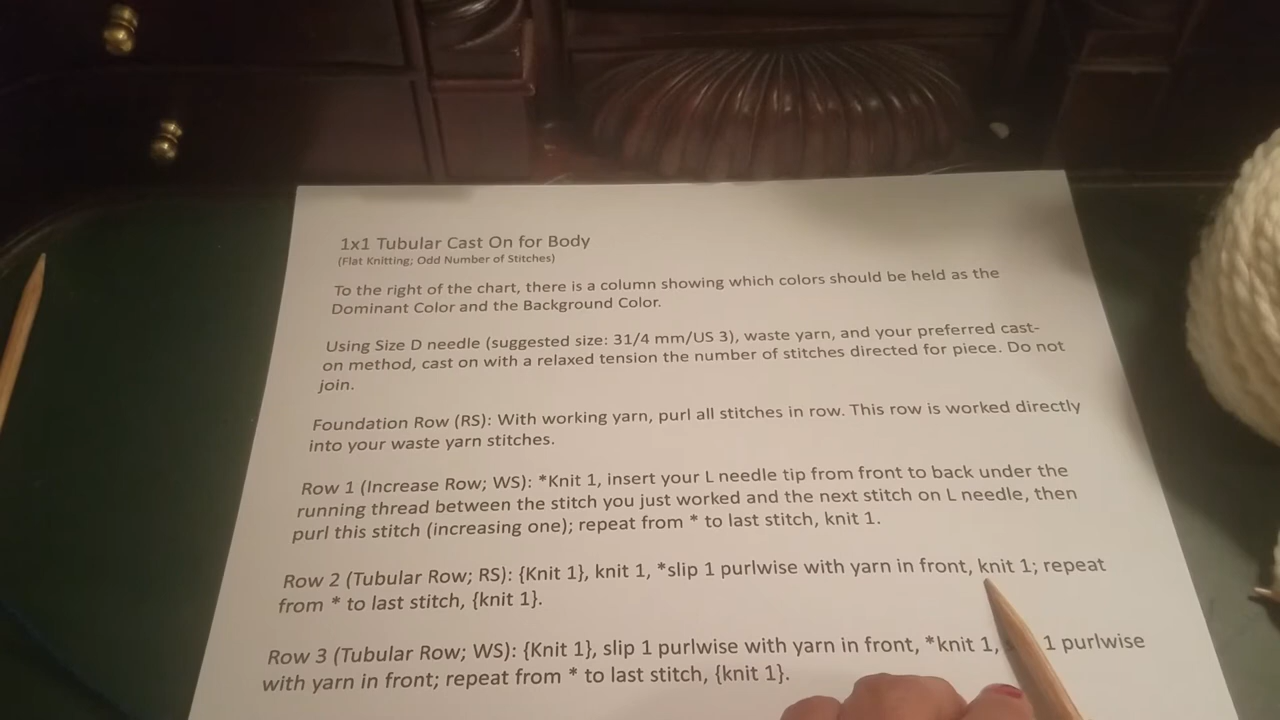 1x1 Tubular Cast On for Body
(Flat Knitting; Odd Number of Stitches)
To the right of the chart, there is a column showing which colors should be held as the
Dominant Color and the Background Color.
Using Size D needle (suggested size: 31/4 mm/US 3), waste yarn, and your preferred cast-
on method, cast on with a relaxed tension the number of stitches directed for piece. Do not
join.
Foundation Row (RS): With working yarn, purl all stitches in row. This row is worked directly
into your waste yarn stitches.
Row 1 (Increase Row; WS): *Knit 1, insert your L needle tip from front to back under the
running thread between the stitch you just worked and the next stitch on L needle, then
purl this stitch (increasing one); repeat from * to last stitch, knit 1.
Row 2 (Tubular Row; RS): {Knit 1}, knit 1, *slip 1 purlwise with yarn in front, knit 1; repeat
from * to last stitch, {knit 1}.
Row 3 (Tubular Row; WS): {Knit 1}, slip 1 purlwise with yarn in front, *knit 1, 1 purlwise
with yarn in front; repeat from * to last stitch, {knit 1}.